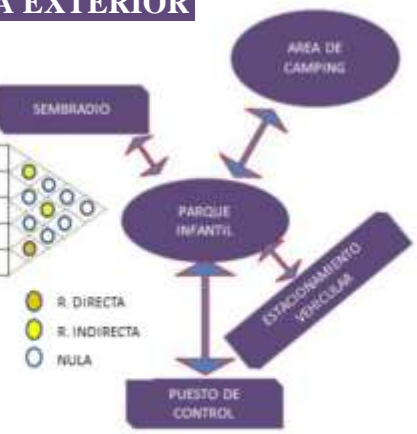 A EXTERIOR
AREA DE
CAMPING
SEMBRADIO
PARQUE
INFANTIL
ESTACIONAMIENTO
VEHICULAR
R. DIRECTA
R. INDIRECTA
NULA
PUESTO DE
CONTROL